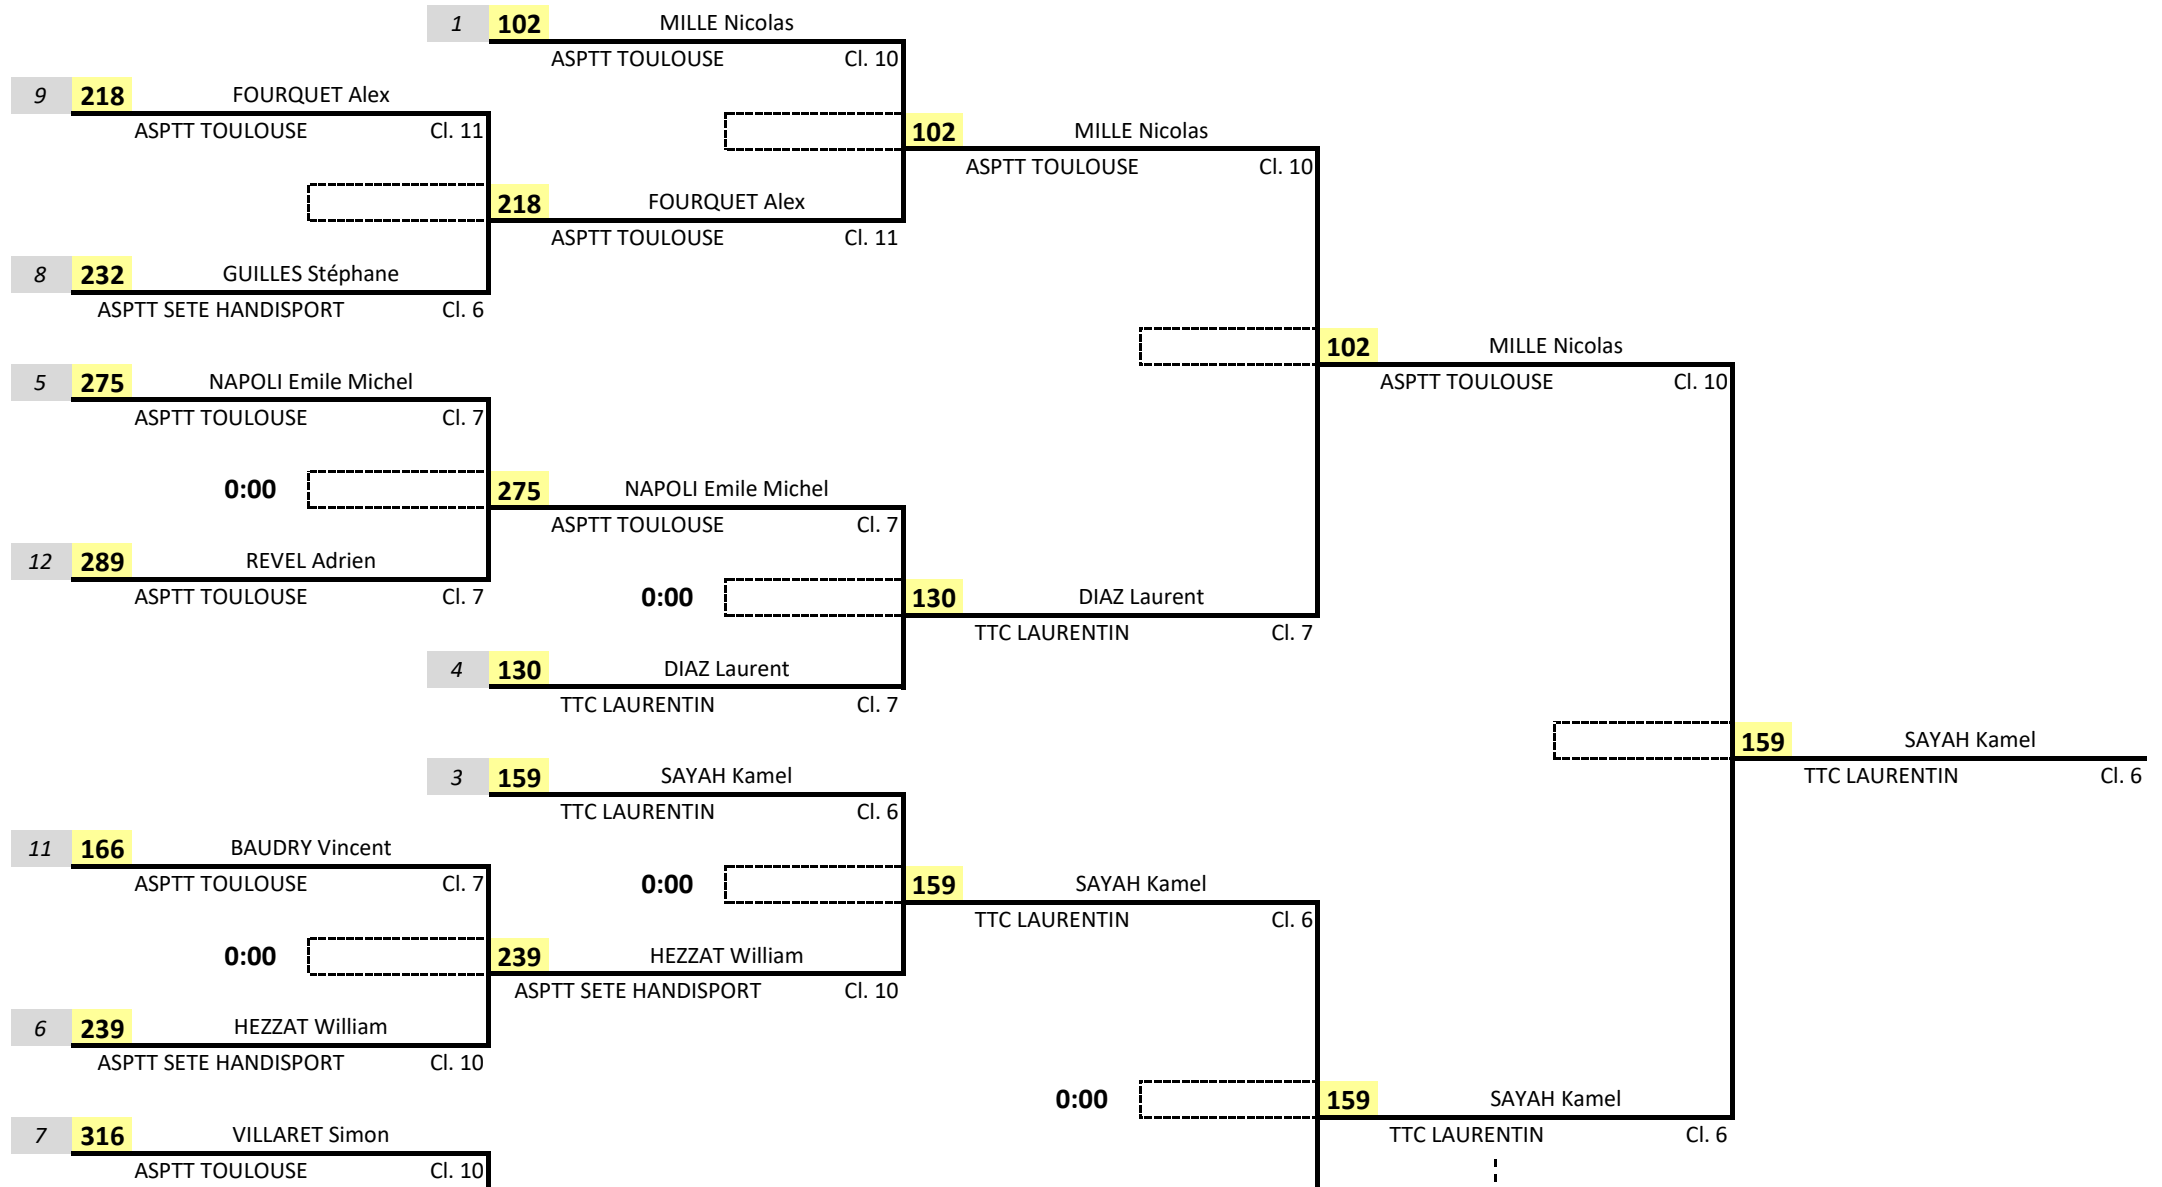 1 102 MILLE Nicolas
ASPTT TOULOUSE Cl. 10
9 218 FOURQUET Alex
ASPTT TOULOUSE Cl. 11
102 MILLE Nicolas
ASPTT TOULOUSE Cl. 10
218 FOURQUET Alex
ASPTT TOULOUSE Cl. 11
8 232 GUILLES Stéphane
ASPTT SETE HANDISPORT Cl. 6
102 MILLE Nicolas
ASPTT TOULOUSE Cl. 10
5 275 NAPOLI Emile Michel
ASPTT TOULOUSE Cl. 7
0:00 275 NAPOLI Emile Michel
ASPTT TOULOUSE Cl. 7
12 289 REVEL Adrien
ASPTT TOULOUSE Cl. 7
0:00 130 DIAZ Laurent
TTC LAURENTIN Cl. 7
4 130 DIAZ Laurent
TTC LAURENTIN Cl. 7
159 SAYAH Kamel
TTC LAURENTIN Cl. 6
3 159 SAYAH Kamel
TTC LAURENTIN Cl. 6
11 166 BAUDRY Vincent
ASPTT TOULOUSE Cl. 7
0:00 159 SAYAH Kamel
TTC LAURENTIN Cl. 6
0:00 239 HEZZAT William
ASPTT SETE HANDISPORT Cl. 10
6 239 HEZZAT William
ASPTT SETE HANDISPORT Cl. 10
0:00 159 SAYAH Kamel
TTC LAURENTIN Cl. 6
7 316 VILLARET Simon
ASPTT TOULOUSE Cl. 10